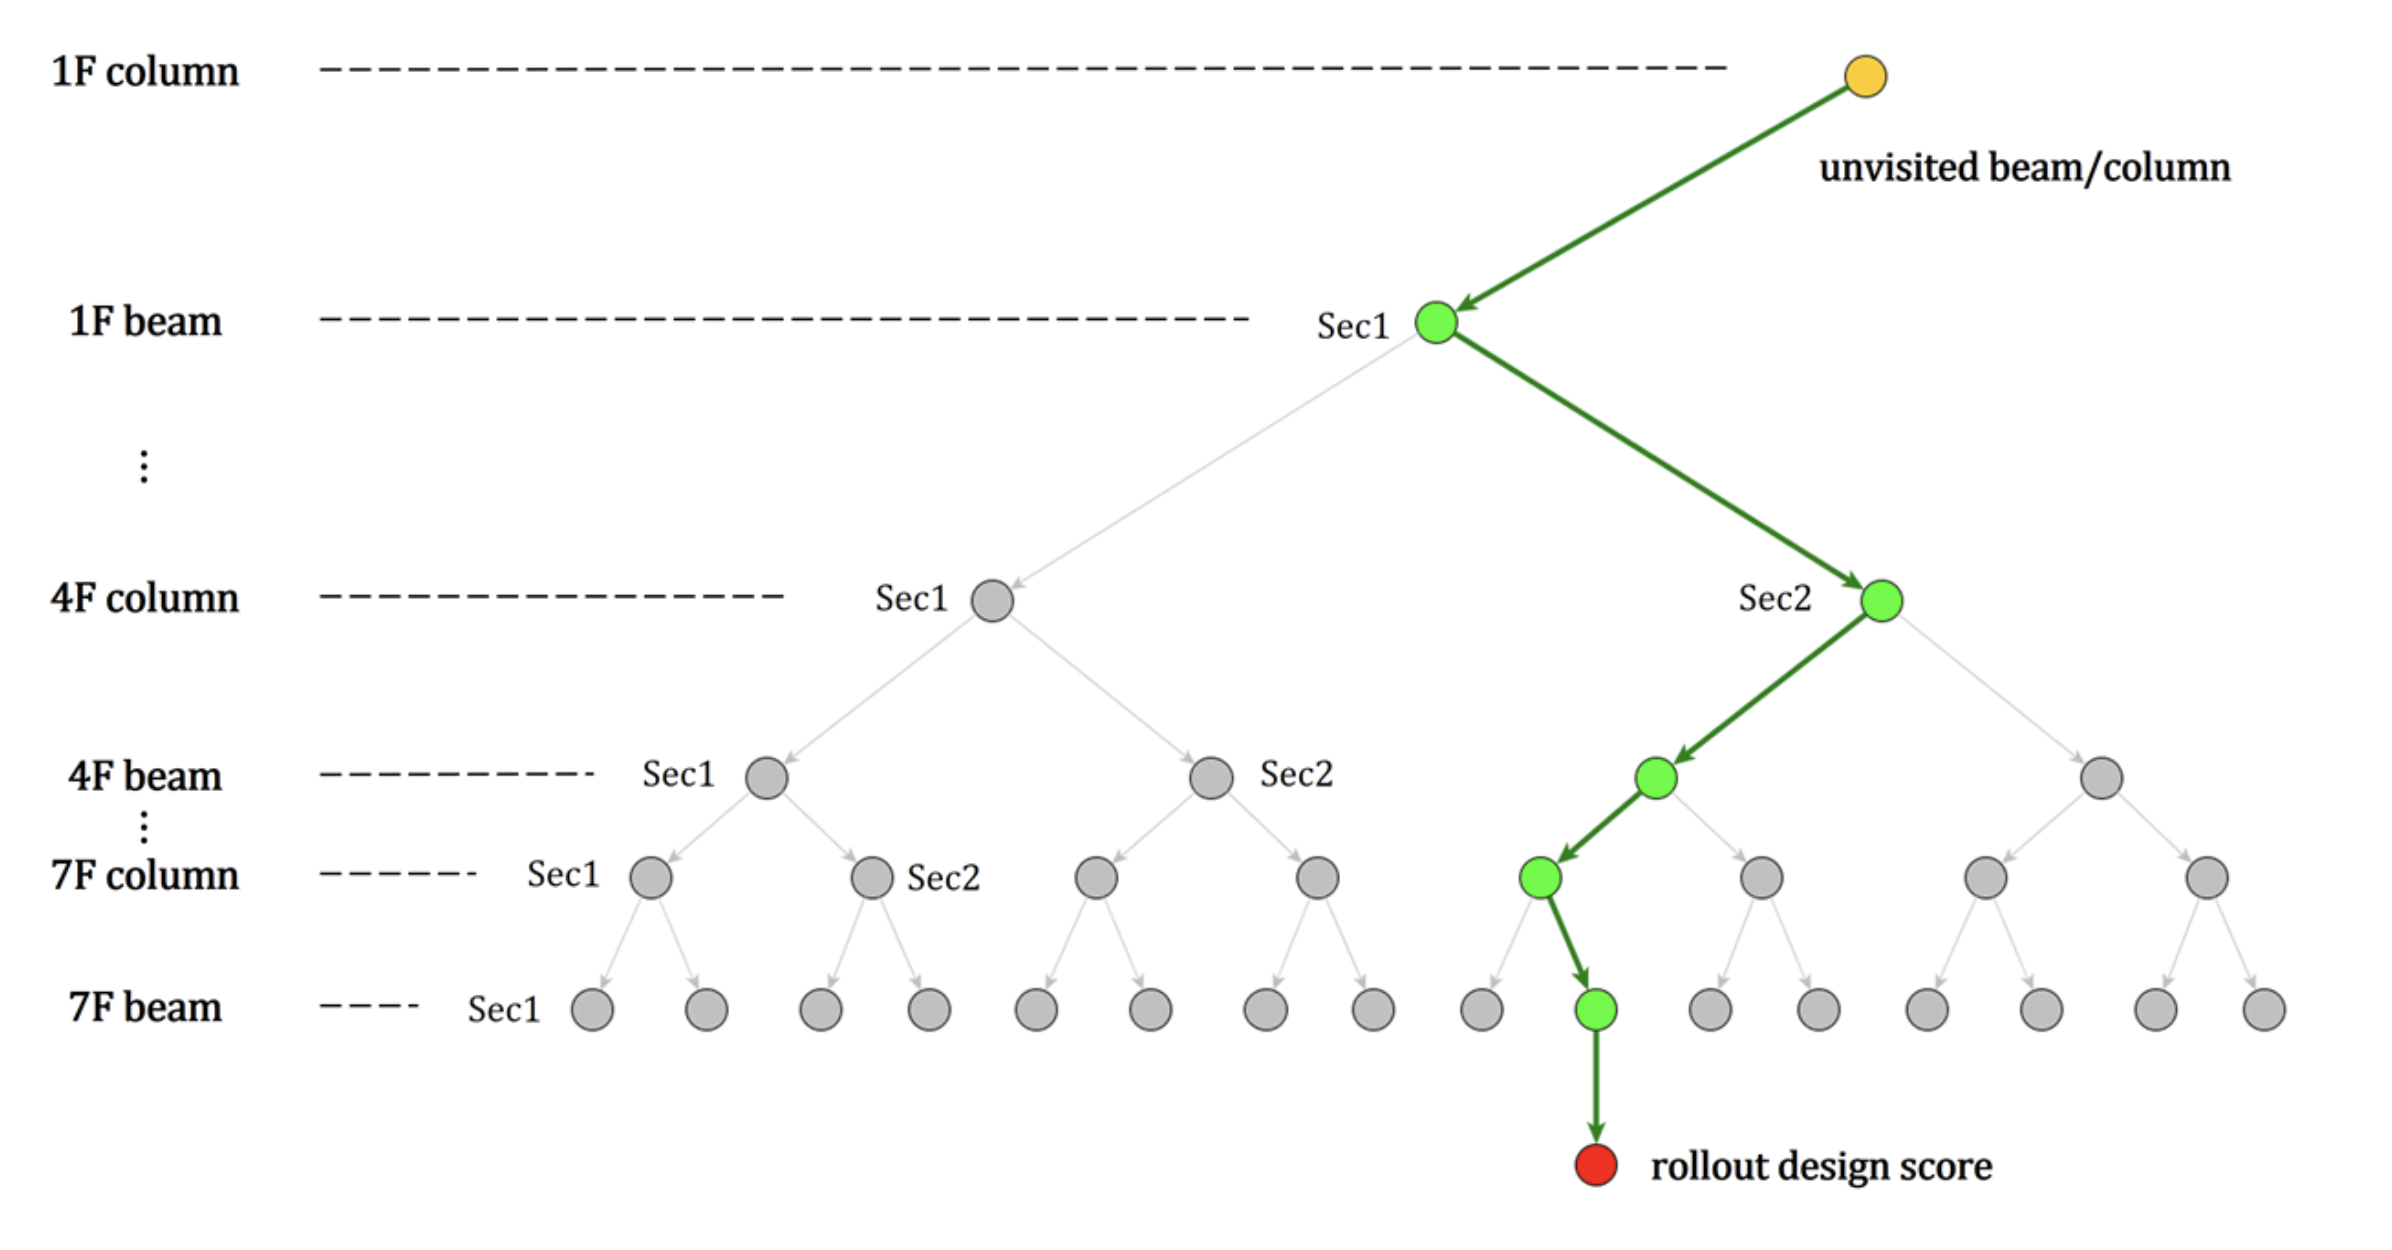 1F column
unvisited beam/column
1F beam
Sec1
⋮
4F column
Sec1
Sec2
4F beam
Sec1
Sec2
⋮
7F column
Sec1
Sec2
7F beam
Sec1
rollout design score